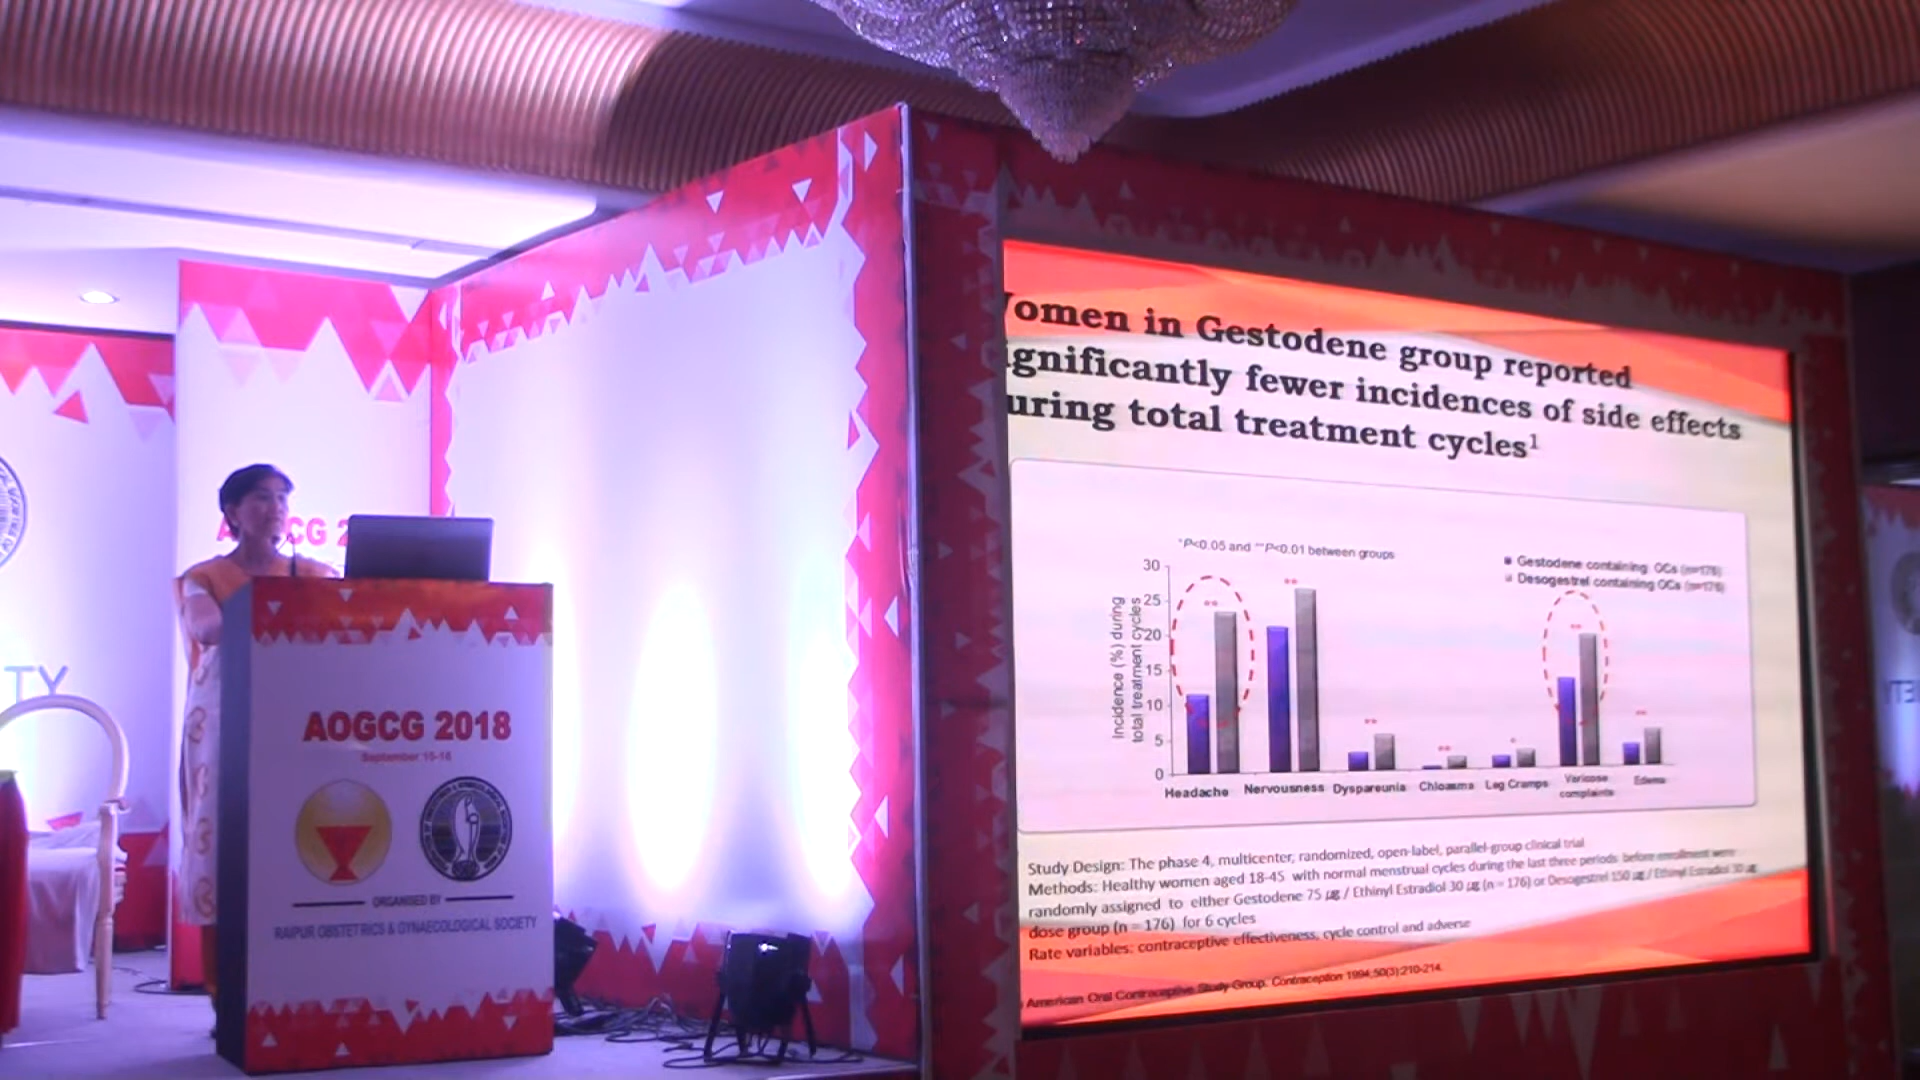 omen in Gestodene group reported
gnificantly fewer incidences of side effects
uring total treatment cycles¹
*P<0.05 and **P<0.01 between groups
Gestodene containing OCs (n=176)
Desogestrel containing OCs (n=176)
Incidence (%) during
total treatment cycles
30
25
20
15
10
5
0
**
**
**
**
*
**
**
Headache Nervousness Dyspareunia Chloasma Leg Cramps Varicose complaints Edema
Study Design: The phase 4, multicenter, randomized, open-label, parallel-group clinical trial
Methods: Healthy women aged 18-45 with normal menstrual cycles during the last three periods before enrollment were
randomly assigned to either Gestodene 75 µg / Ethinyl Estradiol 30 µg (n = 176) or Desogestrel 150 µg / Ethinyl Estradiol 30 µg
dose group (n = 176) for 6 cycles
Rate variables: contraceptive effectiveness, cycle control and adverse
American Oral Contraceptive Study Group. Contraception 1994;50(3):210-214.
CG 2
TY
AOGCG 2018
September 15-16
ORGANISED BY
RAIPUR OBSTETRICS & GYNAECOLOGICAL SOCIETY
ETY